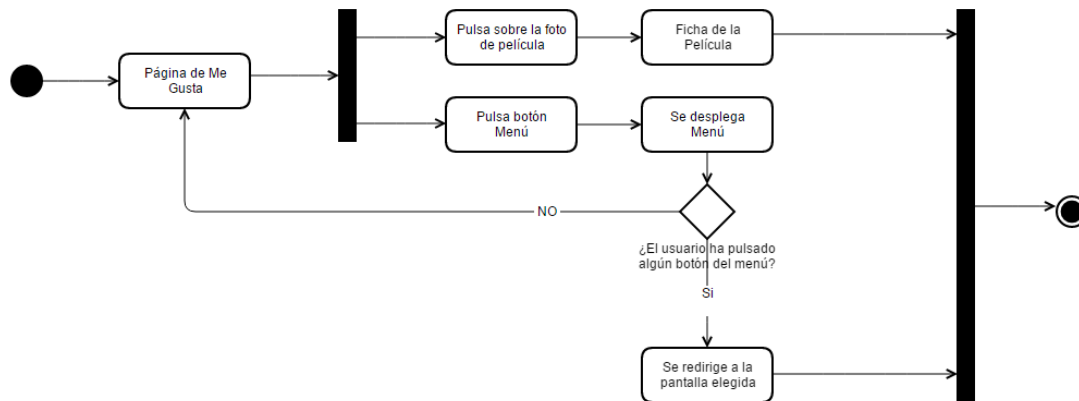 Pulsa sobre la foto
de película
Ficha de la
Película
Página de Me
Gusta
Pulsa botón
Menú
Se desplega
Menú
NO
¿El usuario ha pulsado
algún botón del menú?
Si
Se redirige a la
pantalla elegida